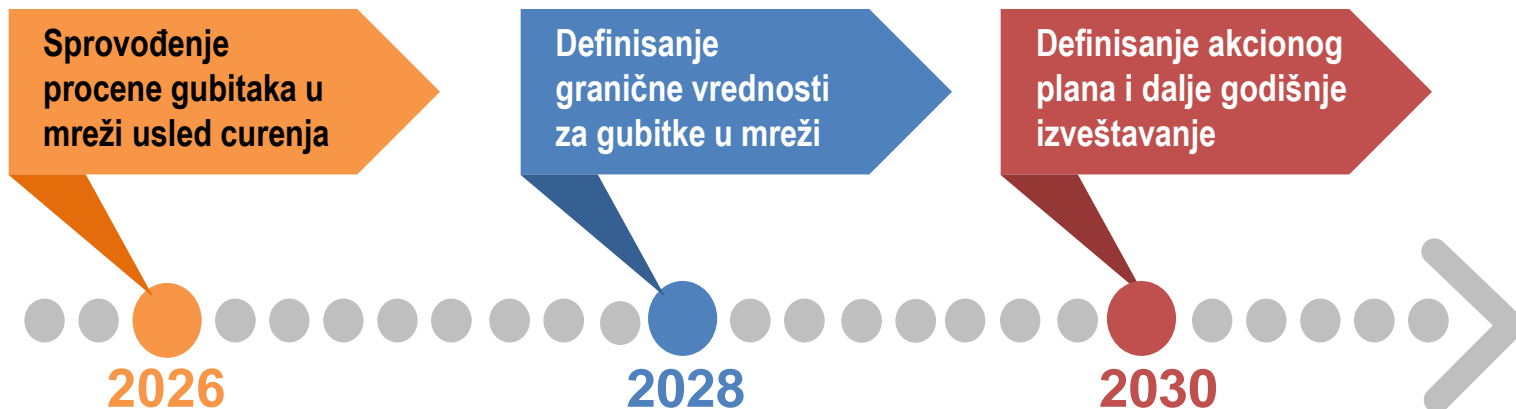 Sprovođenje
procene gubitaka u
mreži usled curenja
Definisanje
granične vrednosti
za gubitke u mreži
Definisanje akcionog
plana i dalje godišnje
izveštavanje
2026
2028
2030